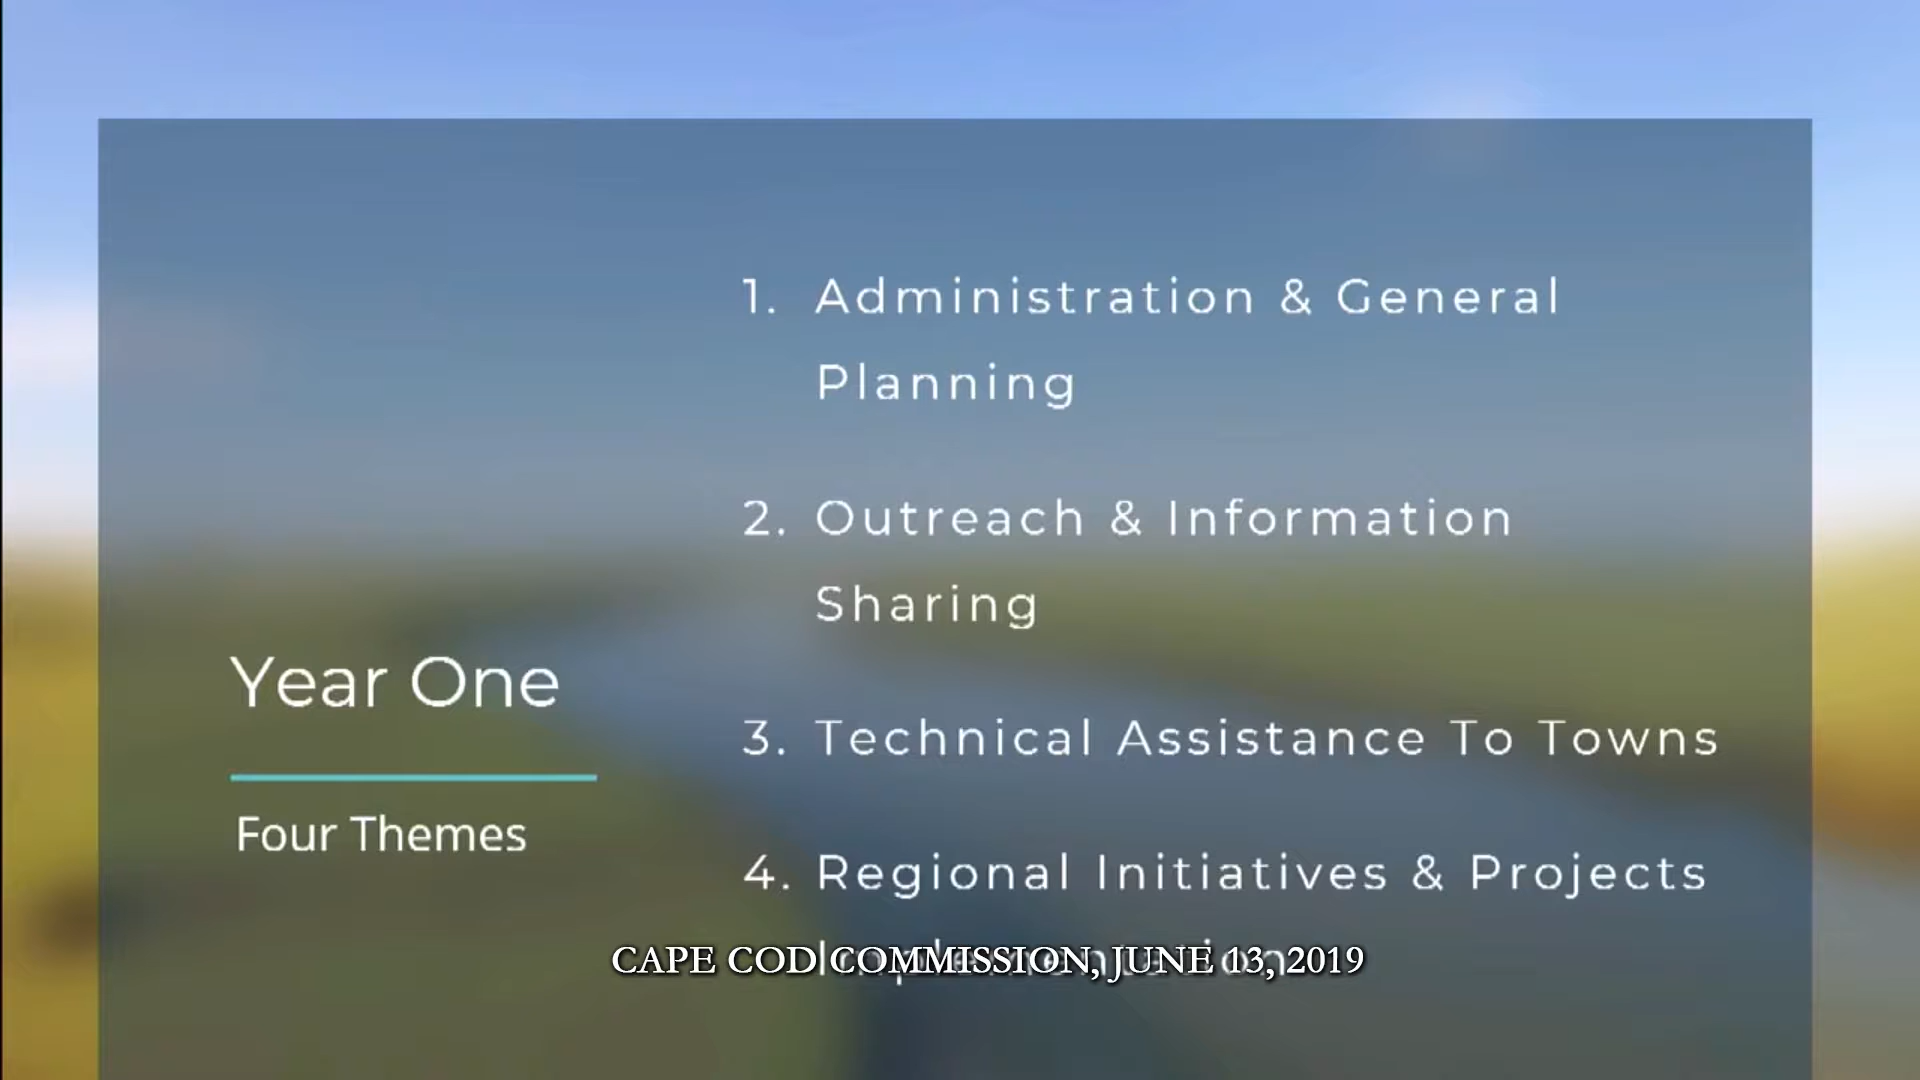 Year One
Four Themes
1. Administration & General
Planning
2. Outreach & Information
Sharing
3. Technical Assistance To Towns
4. Regional Initiatives & Projects
Implementation
CAPE COD COMMISSION, JUNE 13, 2019